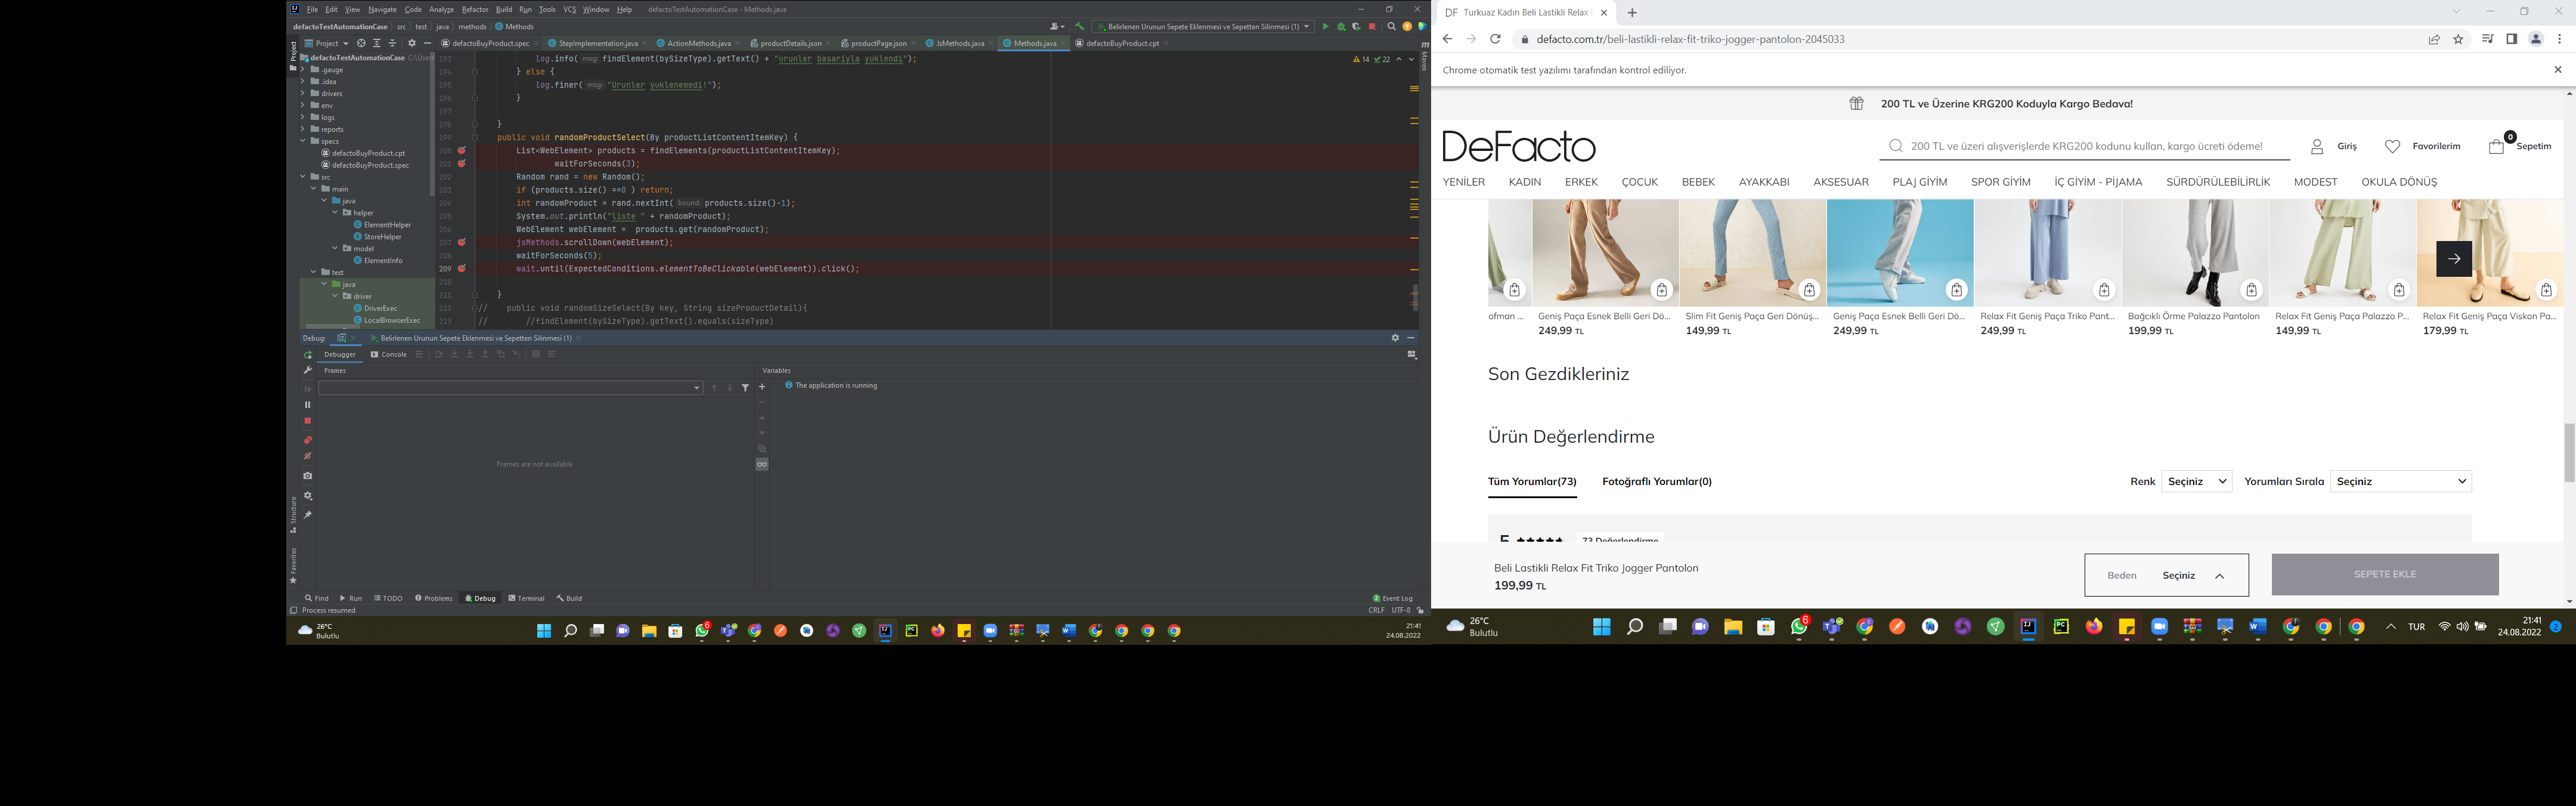 File Edit View Navigate Code Analyze Refactor Build Run Tools VCS Window Help defactoTestAutomationCase - Methods.java
defactoTestAutomationCase src test java methods Methods
Belirlenen Urunun Sepete Eklenmesi ve Sepetten Silinmesi (1)
Project
defactoBuyProduct.spec StepImplementation.java ActionMethods.java productDetails.json productPage.json JsMethods.java Methods.java defactoBuyProduct.cpt
defactoTestAutomationCase C:\Users
.gauge
.idea
drivers
env
logs
reports
specs
defactoBuyProduct.cpt
defactoBuyProduct.spec
src
main
java
helper
ElementHelper
StoreHelper
model
ElementInfo
test
java
driver
DriverExec
LocalBrowserExec
14 22
193 log.info( msg: findElement(bySizeType).getText() + "urunler basariyla yuklendi");
194 } else {
195 log.finer( msg: "Urunler yuklenemedi!");
196 }
197
198 }
199 public void randomProductSelect(By productListContentItemKey) {
200 List<WebElement> products = findElements(productListContentItemKey);
201 waitForSeconds(3);
202 Random rand = new Random();
203 if (products.size() ==0 ) return;
204 int randomProduct = rand.nextInt( bound: products.size()-1);
205 System.out.println("liste " + randomProduct);
206 WebElement webElement = products.get(randomProduct);
207 jsMethods.scrollDown(webElement);
208 waitForSeconds(5);
209 wait.until(ExpectedConditions.elementToBeClickable(webElement)).click();
210
211 }
212 // public void randomSizeSelect(By key, String sizeProductDetail){
213 // //findElement(bySizeType).getText().equals(sizeType)
Project
Maven
Structure
Favorites
Debug: Belirlenen Urunun Sepete Eklenmesi ve Sepetten Silinmesi (1)
Debugger Console
Frames
Variables
The application is running
Frames are not available
Find Run TODO Problems Debug Terminal Build
2 Event Log
Process resumed
CRLF UTF-8
26°C
Bulutlu
6
21:41
24.08.2022
DF Turkuaz Kadın Beli Lastikli Relax
defacto.com.tr/beli-lastikli-relax-fit-triko-jogger-pantolon-2045033
Chrome otomatik test yazılımı tarafından kontrol ediliyor.
200 TL ve Üzerine KRG200 Koduyla Kargo Bedava!
DeFacto
200 TL ve üzeri alışverişlerde KRG200 kodunu kullan, kargo ücreti ödeme!
Giriş
Favorilerim
0
Sepetim
YENİLER KADIN ERKEK ÇOCUK BEBEK AYAKKABI AKSESUAR PLAJ GİYİM SPOR GİYİM İÇ GİYİM - PİJAMA SÜRDÜRÜLEBİLİRLİK MODEST OKULA DÖNÜŞ
ofman ...
Geniş Paça Esnek Belli Geri Dö...
249,99 TL
Slim Fit Geniş Paça Geri Dönüş...
149,99 TL
Geniş Paça Esnek Belli Geri Dö...
249,99 TL
Relax Fit Geniş Paça Triko Pant...
249,99 TL
Bağcıklı Örme Palazzo Pantolon
199,99 TL
Relax Fit Geniş Paça Palazzo P...
149,99 TL
Relax Fit Geniş Paça Viskon Pa...
179,99 TL
Son Gezdikleriniz
Ürün Değerlendirme
Tüm Yorumlar(73) Fotoğraflı Yorumlar(0)
Renk Seçiniz Yorumları Sırala Seçiniz
5 73 Değerlendirme
Beli Lastikli Relax Fit Triko Jogger Pantolon
199,99 TL
Beden Seçiniz
SEPETE EKLE
26°C
Bulutlu
6
TUR
21:41
24.08.2022
2